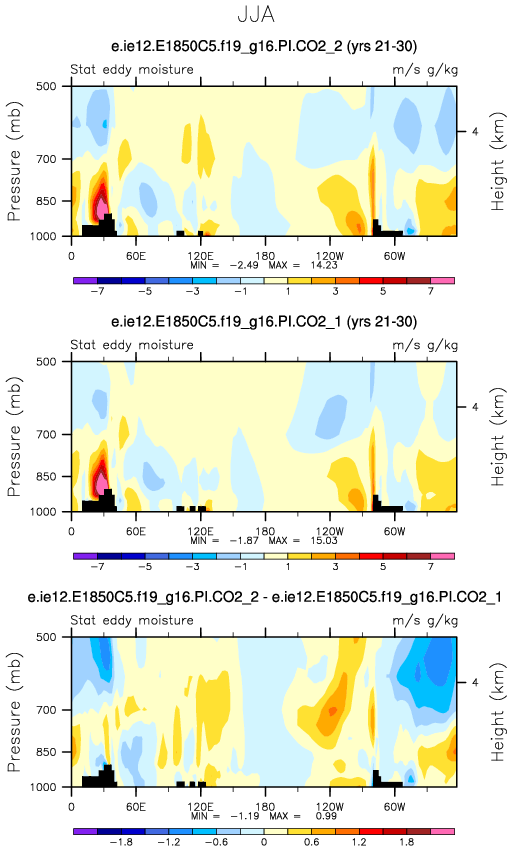 JJA
e.ie12.E1850C5.f19_g16.PI.CO2_2 (yrs 21-30)
Stat eddy moisture m/s g/kg
500
700
850
1000
Pressure (mb)
4
Height (km)
0 60E 120E 180 120W 60W
MIN = -2.49 MAX = 14.23
-7 -5 -3 -1 1 3 5 7
e.ie12.E1850C5.f19_g16.PI.CO2_1 (yrs 21-30)
Stat eddy moisture m/s g/kg
500
700
850
1000
Pressure (mb)
4
Height (km)
0 60E 120E 180 120W 60W
MIN = -1.87 MAX = 15.03
-7 -5 -3 -1 1 3 5 7
e.ie12.E1850C5.f19_g16.PI.CO2_2 - e.ie12.E1850C5.f19_g16.PI.CO2_1
Stat eddy moisture m/s g/kg
500
700
850
1000
Pressure (mb)
4
Height (km)
0 60E 120E 180 120W 60W
MIN = -1.19 MAX = 0.99
-1.8 -1.2 -0.6 0 0.6 1.2 1.8